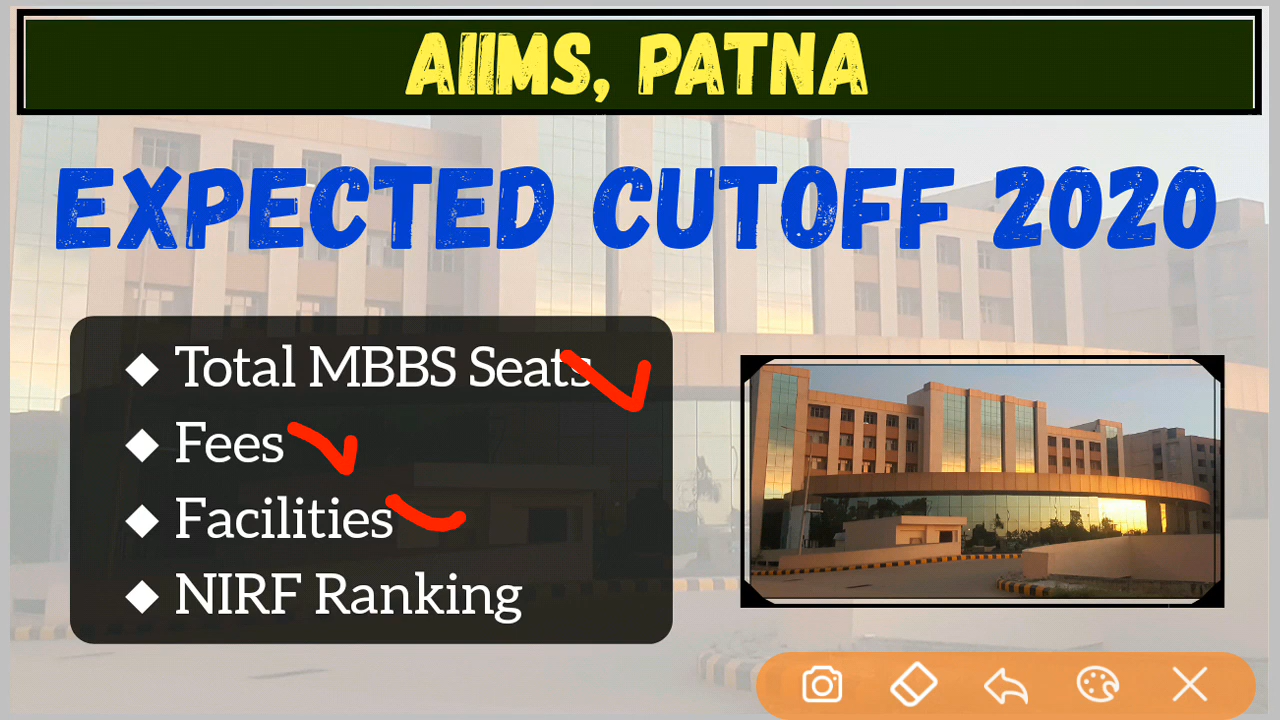 AIIMS, PATNA
EXPECTED CUTOFF 2020
◆ Total MBBS Seats
◆ Fees
◆ Facilities
◆ NIRF Ranking